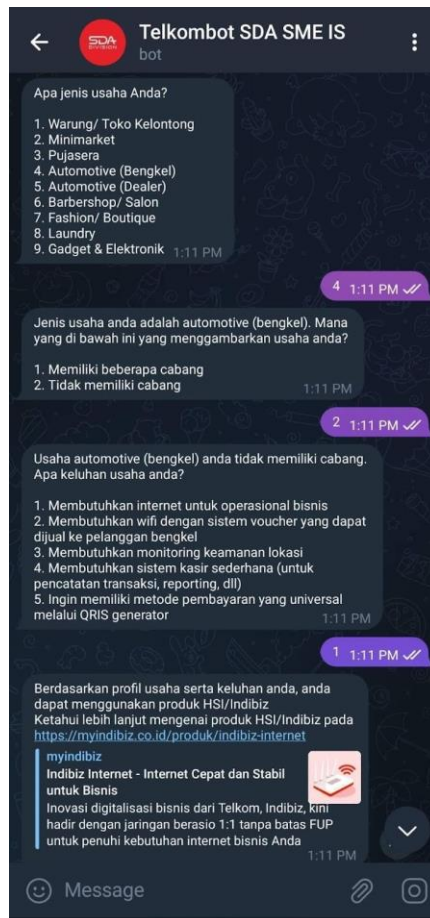 SDA
DIVISION
Telkombot SDA SME IS
bot
Apa jenis usaha Anda?
1. Warung/ Toko Kelontong
2. Minimarket
3. Pujasera
4. Automotive (Bengkel)
5. Automotive (Dealer)
6. Barbershop/ Salon
7. Fashion/ Boutique
8. Laundry
9. Gadget & Elektronik 1:11 PM
4 1:11 PM
Jenis usaha anda adalah automotive (bengkel). Mana
yang di bawah ini yang menggambarkan usaha anda?
1. Memiliki beberapa cabang
2. Tidak memiliki cabang 1:11 PM
2 1:11 PM
Usaha automotive (bengkel) anda tidak memiliki cabang.
Apa keluhan usaha anda?
1. Membutuhkan internet untuk operasional bisnis
2. Membutuhkan wifi dengan sistem voucher yang dapat
dijual ke pelanggan bengkel
3. Membutuhkan monitoring keamanan lokasi
4. Membutuhkan sistem kasir sederhana (untuk
pencatatan transaksi, reporting, dll)
5. Ingin memiliki metode pembayaran yang universal
melalui QRIS generator 1:11 PM
1 1:11 PM
Berdasarkan profil usaha serta keluhan anda, anda
dapat menggunakan produk HSI/Indibiz
Ketahui lebih lanjut mengenai produk HSI/Indibiz pada
https://myindibiz.co.id/produk/indibiz-internet
myindibiz
Indibiz Internet - Internet Cepat dan Stabil
untuk Bisnis
Inovasi digitalisasi bisnis dari Telkom, Indibiz, kini
hadir dengan jaringan berasio 1:1 tanpa batas FUP
untuk penuhi kebutuhan internet bisnis Anda
1:11 PM
Message